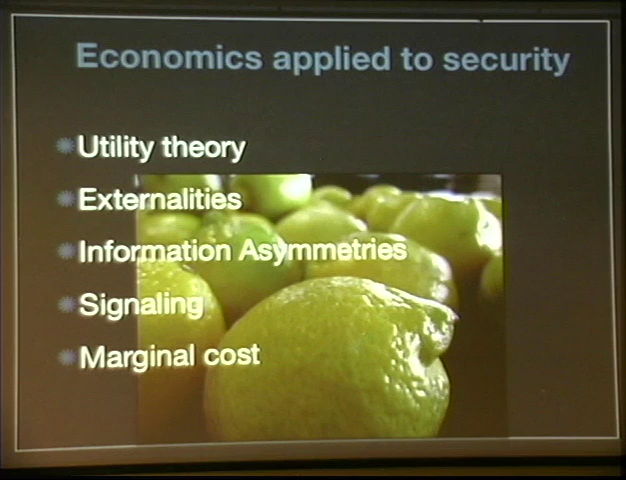 Economics applied to security
Utility theory
Externalities
Information Asymmetries
Signaling
Marginal cost